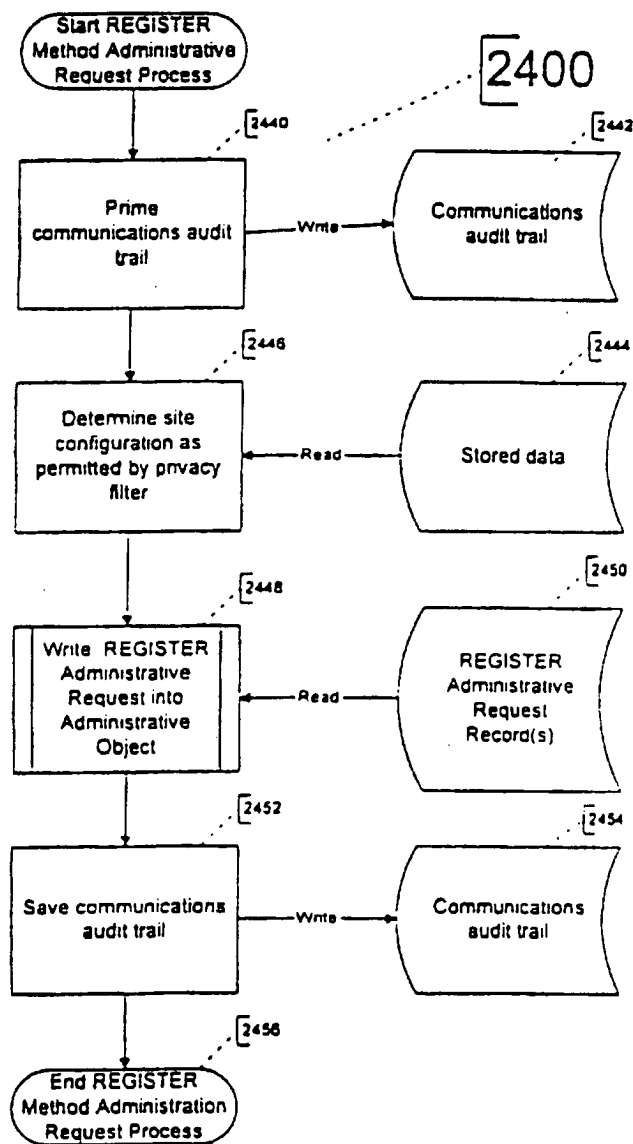 Start REGISTER
Method Administrative
Request Process
2400
2440
2442
Prime
communications audit
trail
Write
Communications
audit trail
2446
2444
Determine site
configuration as
permitted by privacy
filter
Read
Stored data
2448
2450
Write REGISTER
Administrative
Request into
Administrative
Object
Read
REGISTER
Administrative
Request
Record(s)
2452
2454
Save communications
audit trail
Write
Communications
audit trail
2456
End REGISTER
Method Administration
Request Process